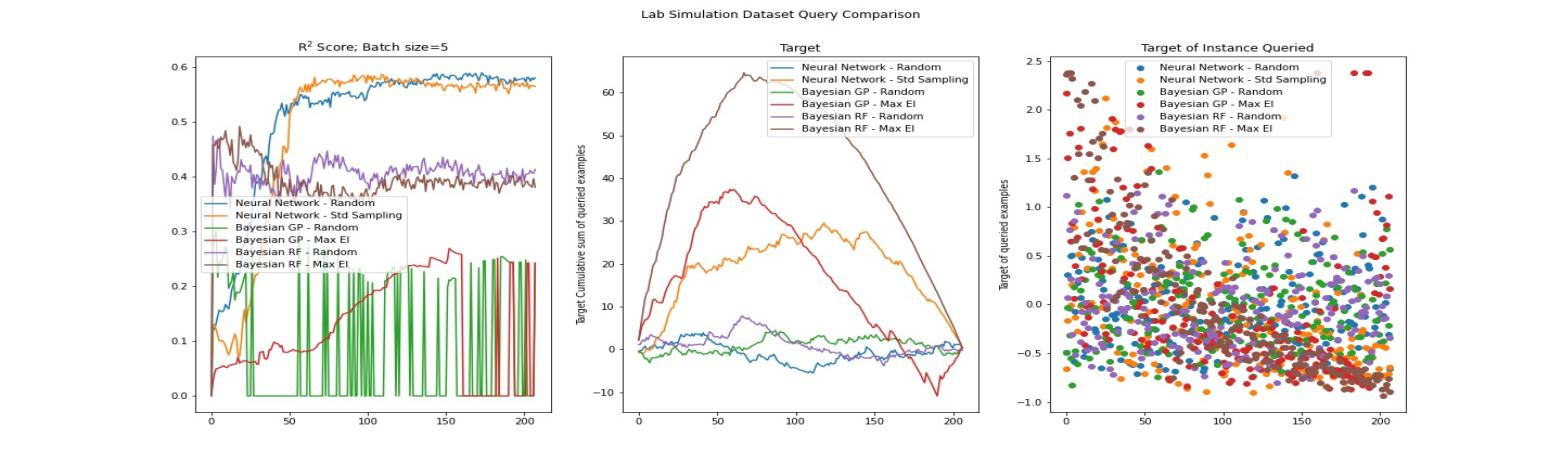 Lab Simulation Dataset Query Comparison
R² Score; Batch size=5
0.6
0.5
0.4
0.3
0.2
0.1
0.0
0
50
100
150
200
Neural Network - Random
Neural Network - Std Sampling
Bayesian GP - Random
Bayesian GP - Max EI
Bayesian RF - Random
Bayesian RF - Max EI
Target
Target Cumulative sum of queried examples
60
50
40
30
20
10
0
−10
0
50
100
150
200
Neural Network - Random
Neural Network - Std Sampling
Bayesian GP - Random
Bayesian GP - Max EI
Bayesian RF - Random
Bayesian RF - Max EI
Target of Instance Queried
Target of queried examples
2.5
2.0
1.5
1.0
0.5
0.0
−0.5
−1.0
0
50
100
150
200
Neural Network - Random
Neural Network - Std Sampling
Bayesian GP - Random
Bayesian GP - Max EI
Bayesian RF - Random
Bayesian RF - Max EI